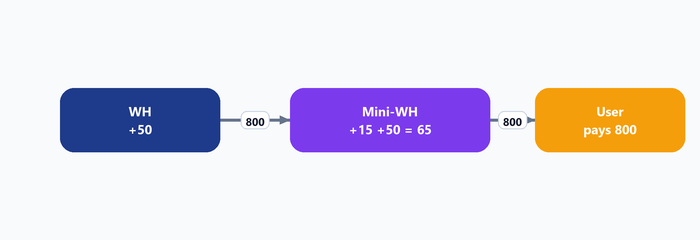 WH
+50
800
Mini-WH
+15 +50 = 65
800
User
pays 800